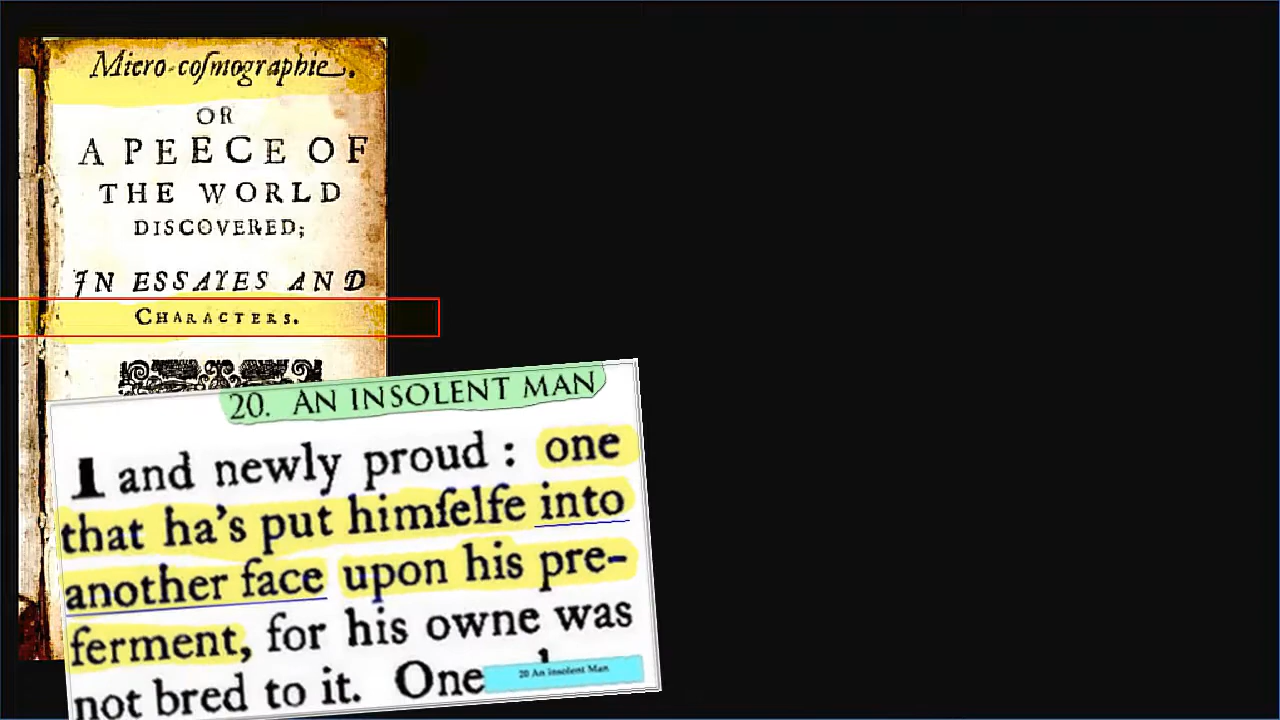 Micro-coſmographie.
OR
A PEECE OF
THE WORLD
DISCOVERED;
IN ESSAYES AND
CHARACTERS.
20. AN INSOLENT MAN
and newly proud : one
that ha's put himſelfe into
another face upon his pre-
ferment, for his owne was
not bred to it. One
20 An insolent Man